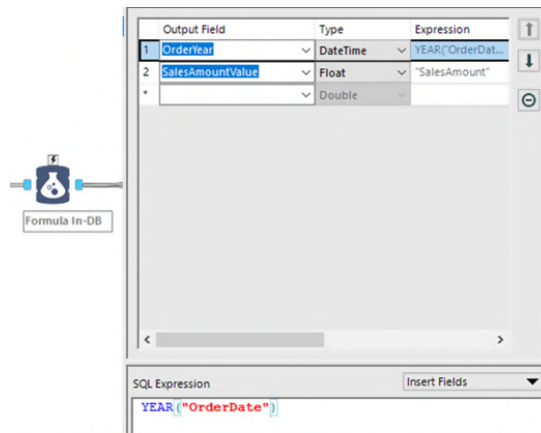 Output Field Type Expression
1 OrderYear DateTime YEAR("OrderDat...
2 SalesAmountValue Float "SalesAmount"
* Double
Formula In-DB
SQL Expression Insert Fields
YEAR("OrderDate")